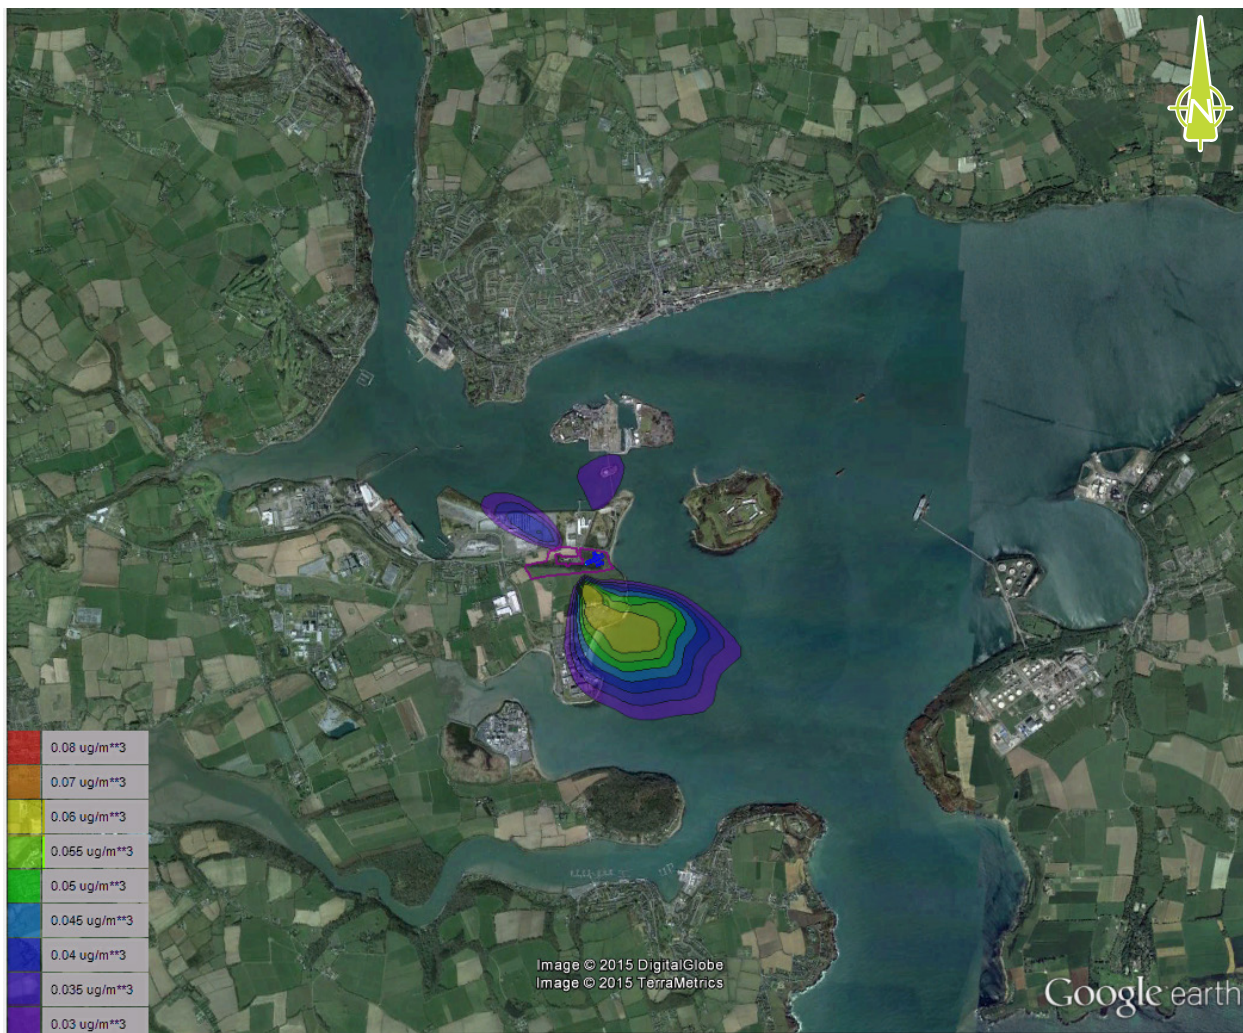 N
0.08 ug/m**3
0.07 ug/m**3
0.06 ug/m**3
0.055 ug/m**3
0.05 ug/m**3
0.045 ug/m**3
0.04 ug/m**3
0.035 ug/m**3
0.03 ug/m**3
Image © 2015 DigitalGlobe
Image © 2015 TerraMetrics
Google earth